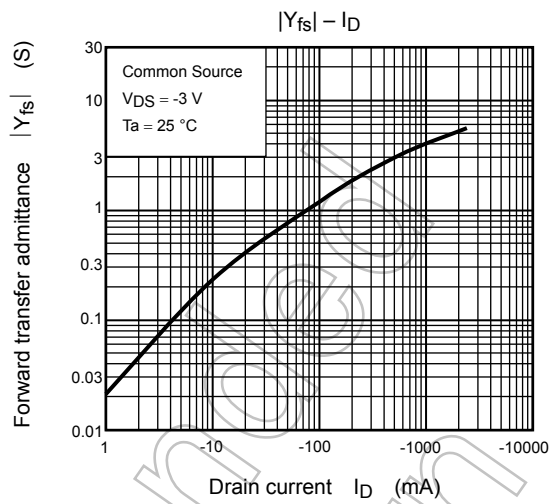 |Yfs| – ID
Common Source
VDS = -3 V
Ta = 25 °C
Forward transfer admittance |Yfs| (S)
30
10
3
1
0.3
0.1
0.03
0.01
1
-10
-100
-1000
-10000
Drain current ID (mA)